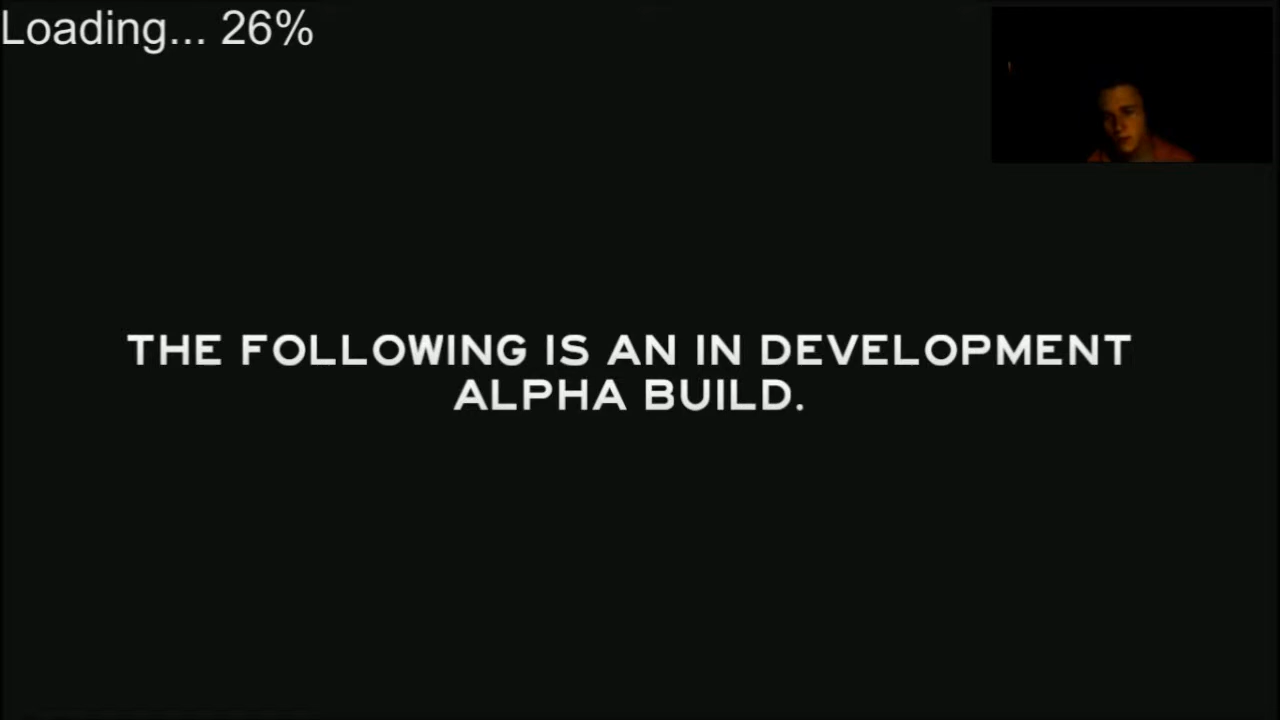 Loading... 26%
THE FOLLOWING IS AN IN DEVELOPMENT
ALPHA BUILD.